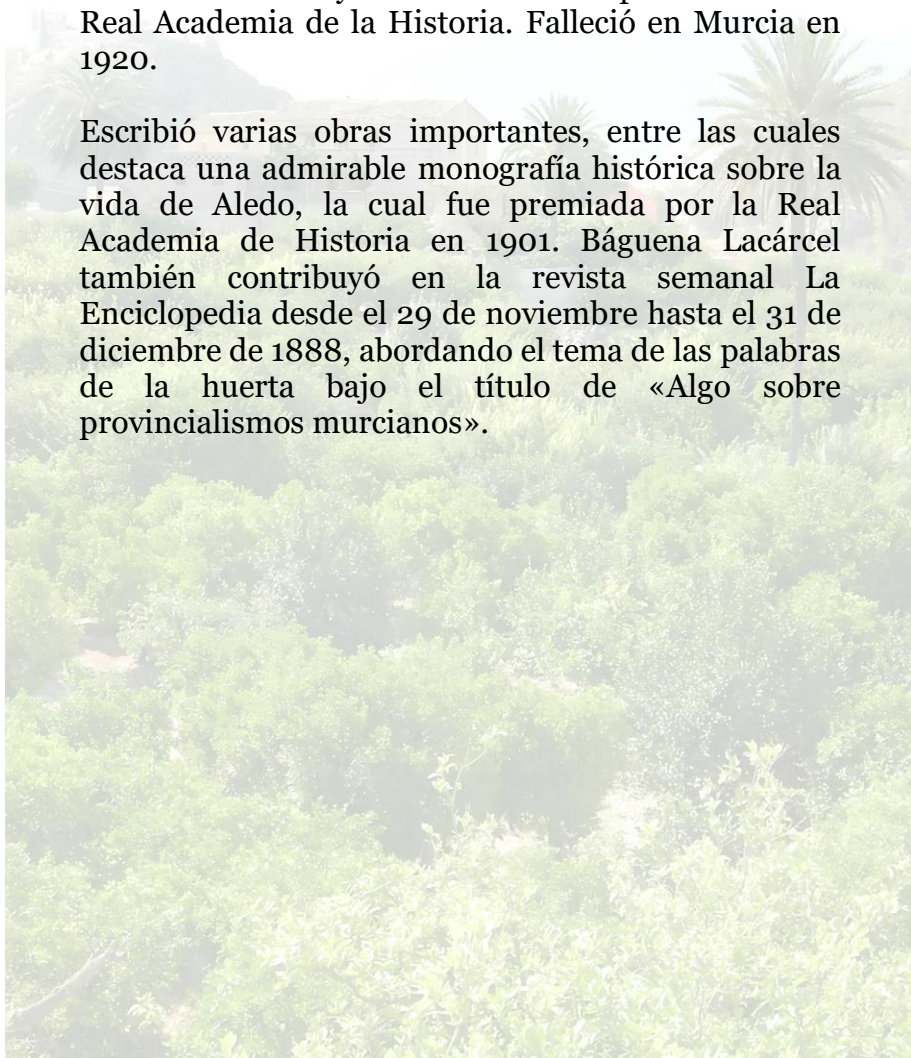 Real Academia de la Historia. Falleció en Murcia en
1920.
Escribió varias obras importantes, entre las cuales
destaca una admirable monografía histórica sobre la
vida de Aledo, la cual fue premiada por la Real
Academia de Historia en 1901. Báguena Lacárcel
también contribuyó en la revista semanal La
Enciclopedia desde el 29 de noviembre hasta el 31 de
diciembre de 1888, abordando el tema de las palabras
de la huerta bajo el título de «Algo sobre
provincialismos murcianos».